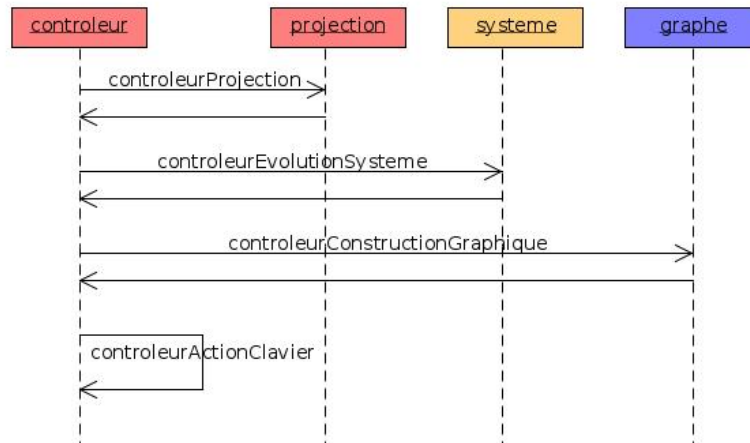 controleur projection systeme graphe
controleurProjection
controleurEvolutionSysteme
controleurConstructionGraphique
controleurActionClavier